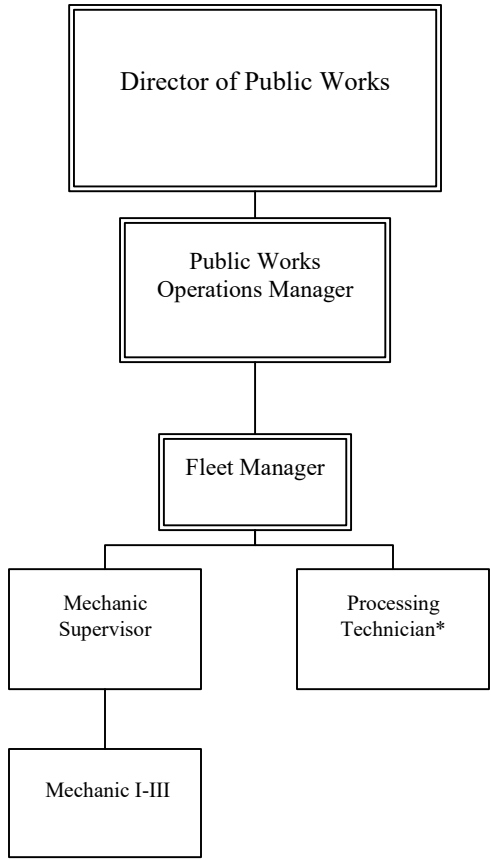 Director of Public Works
Public Works
Operations Manager
Fleet Manager
Mechanic
Supervisor
Processing
Technician*
Mechanic I-III